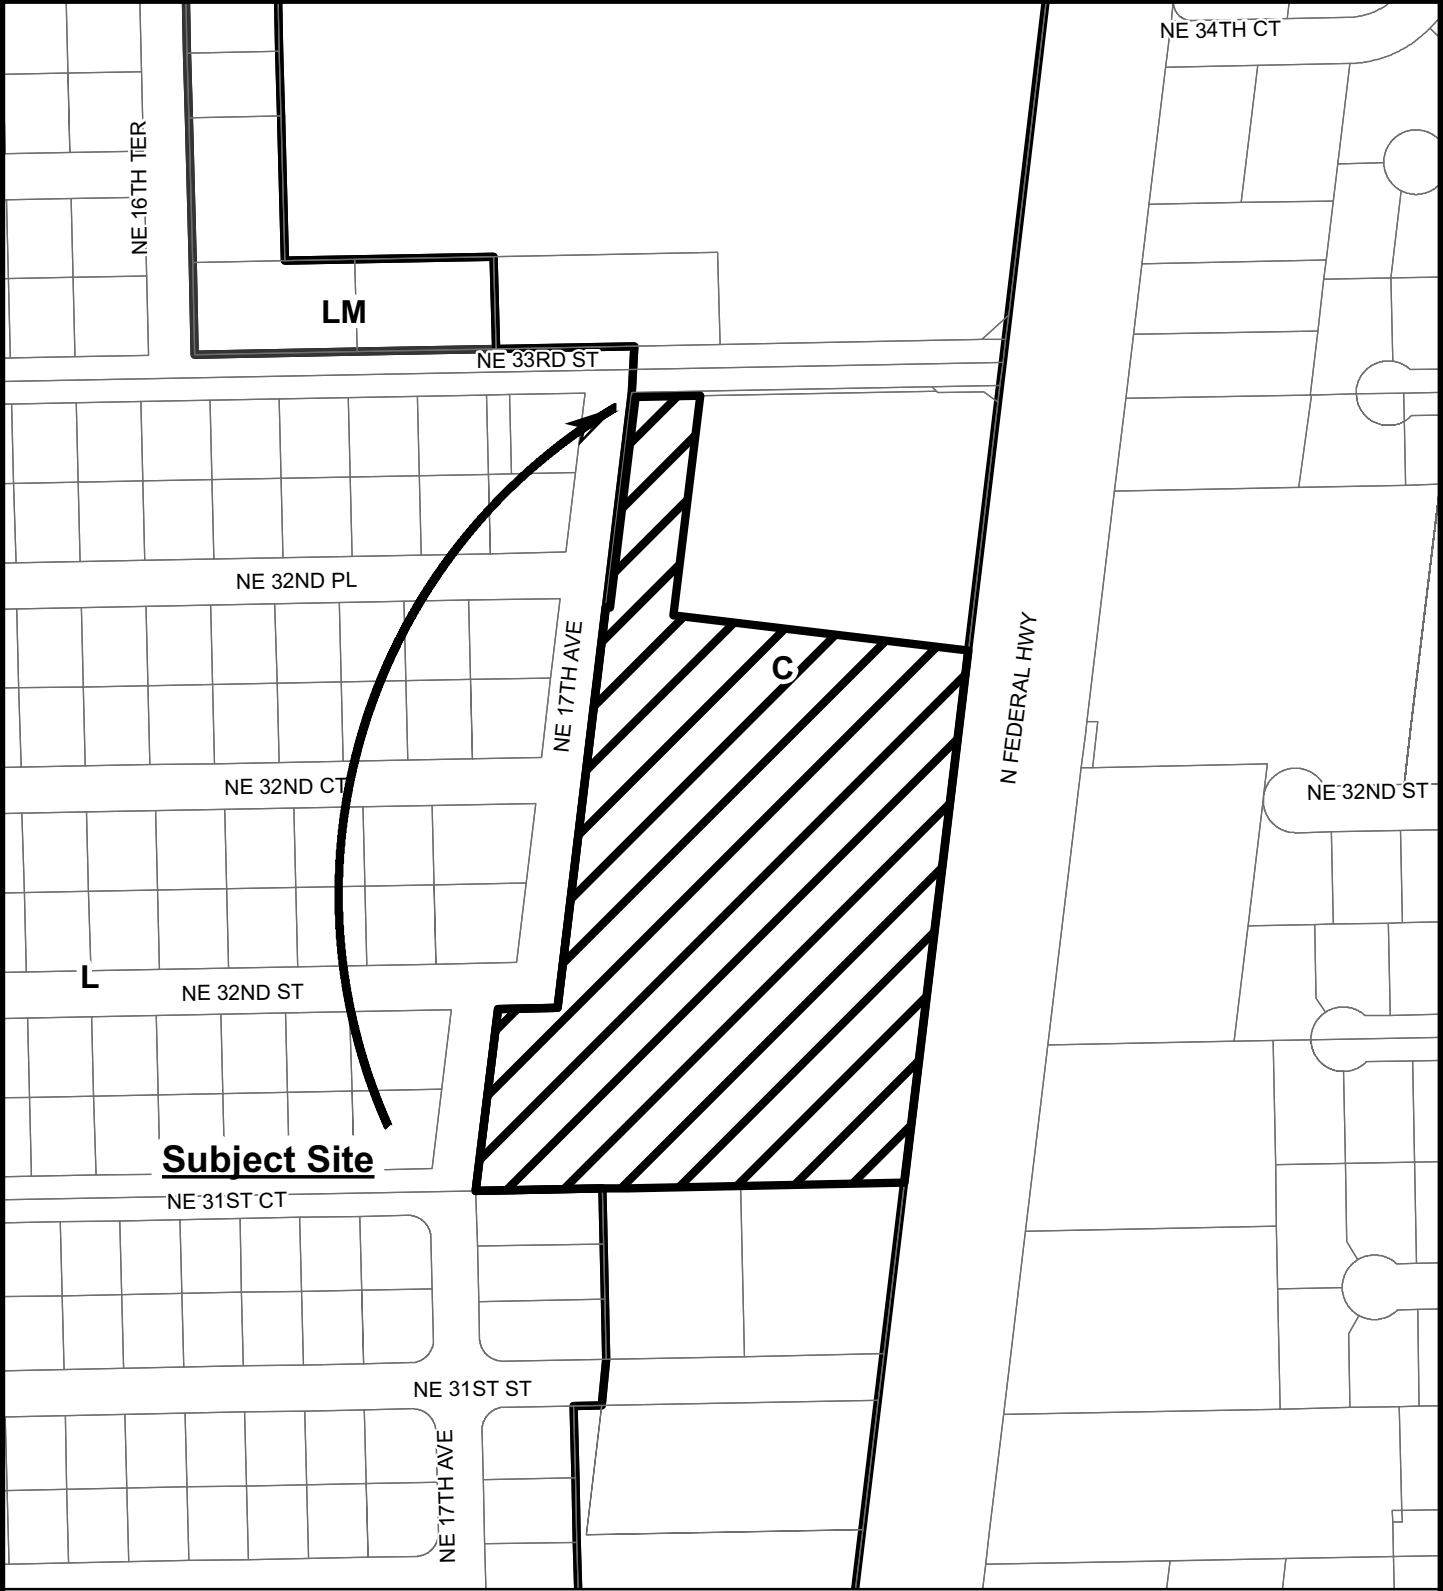 NE 34TH CT
NE 16TH TER
LM
NE 33RD ST
NE 32ND PL
NE 17TH AVE
C
N FEDERAL HWY
NE 32ND CT
NE 32ND ST
L
NE 32ND ST
Subject Site
NE 31ST CT
NE 31ST ST
NE 17TH AVE